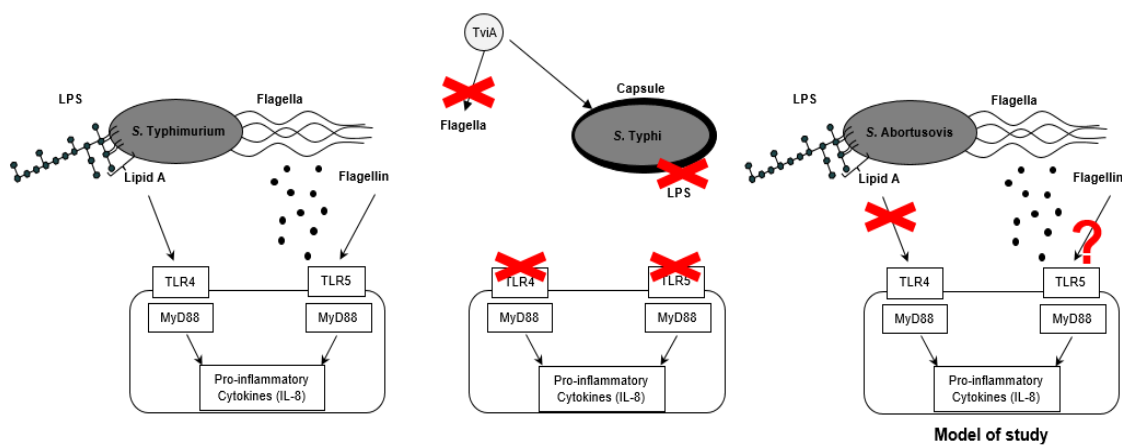 LPS
Flagella
S. Typhimurium
Lipid A
Flagellin
TLR4
TLR5
MyD88
MyD88
Pro-inflammatory
Cytokines (IL-8)
TviA
Capsule
Flagella
S. Typhi
LPS
TLR4
TLR5
MyD88
MyD88
Pro-inflammatory
Cytokines (IL-8)
LPS
Flagella
S. Abortusovis
Lipid A
Flagellin
?
TLR4
TLR5
MyD88
MyD88
Pro-inflammatory
Cytokines (IL-8)
Model of study